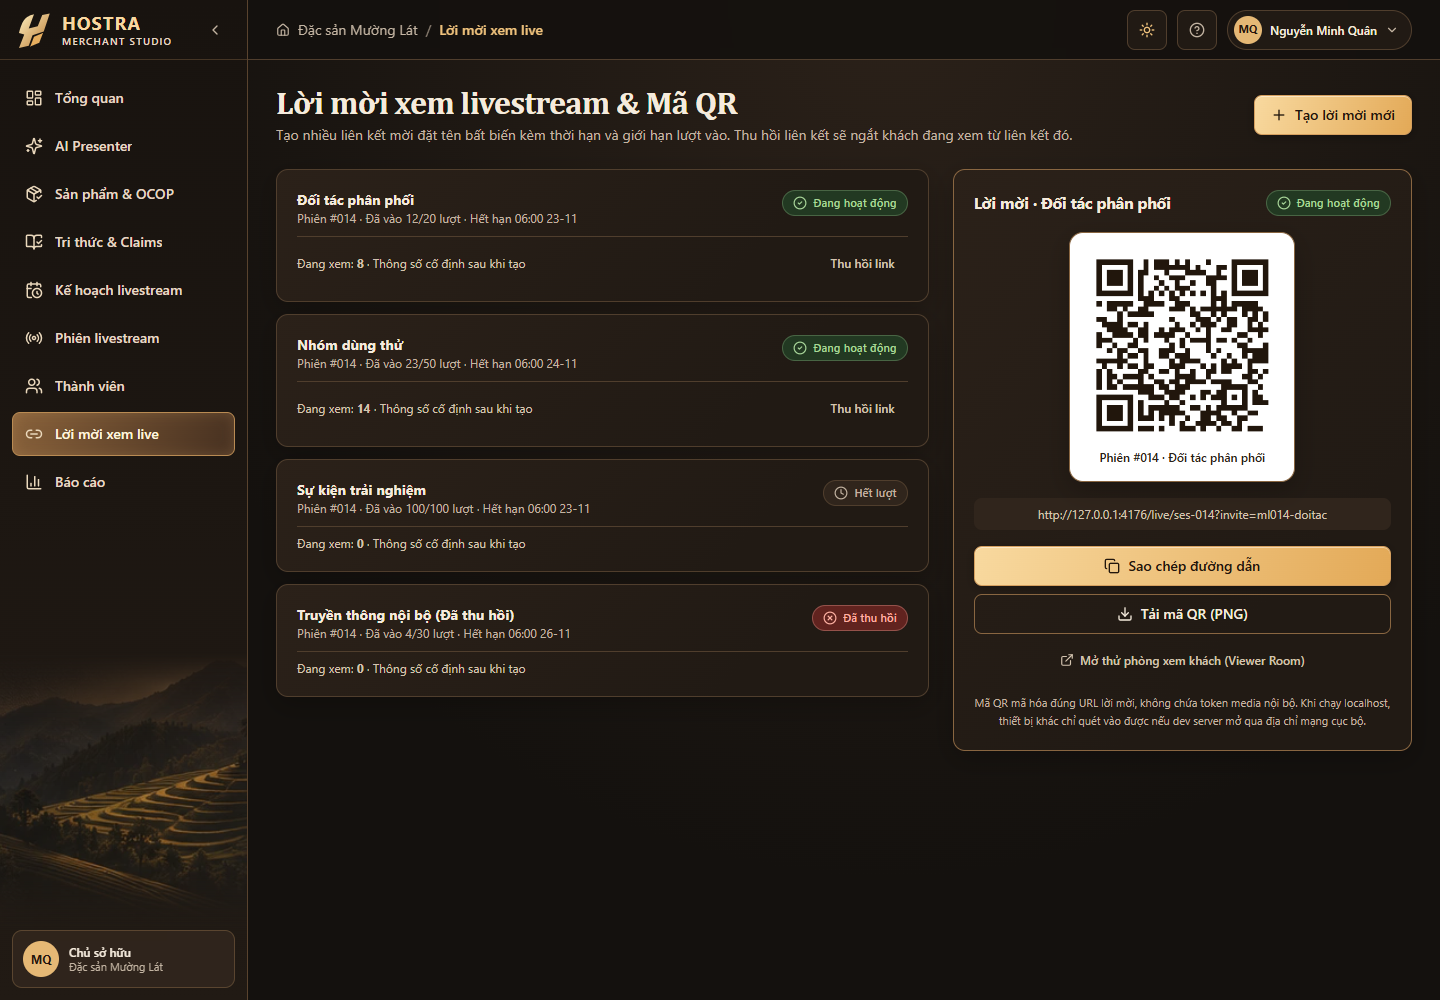 HOSTRA
MERCHANT STUDIO
Đặc sản Mường Lát / Lời mời xem live
MQ Nguyễn Minh Quân
Tổng quan
AI Presenter
Sản phẩm & OCOP
Tri thức & Claims
Kế hoạch livestream
Phiên livestream
Thành viên
Lời mời xem live
Báo cáo
MQ
Chủ sở hữu
Đặc sản Mường Lát
Lời mời xem livestream & Mã QR
Tạo nhiều liên kết mời đặt tên bất biến kèm thời hạn và giới hạn lượt vào. Thu hồi liên kết sẽ ngắt khách đang xem từ liên kết đó.
Tạo lời mời mới
Đối tác phân phối
Đang hoạt động
Phiên #014 · Đã vào 12/20 lượt · Hết hạn 06:00 23-11
Đang xem: 8 · Thông số cố định sau khi tạo
Thu hồi link
Nhóm dùng thử
Đang hoạt động
Phiên #014 · Đã vào 23/50 lượt · Hết hạn 06:00 24-11
Đang xem: 14 · Thông số cố định sau khi tạo
Thu hồi link
Sự kiện trải nghiệm
Hết lượt
Phiên #014 · Đã vào 100/100 lượt · Hết hạn 06:00 23-11
Đang xem: 0 · Thông số cố định sau khi tạo
Truyền thông nội bộ (Đã thu hồi)
Đã thu hồi
Phiên #014 · Đã vào 4/30 lượt · Hết hạn 06:00 26-11
Đang xem: 0 · Thông số cố định sau khi tạo
Lời mời · Đối tác phân phối
Đang hoạt động
Phiên #014 · Đối tác phân phối
http://127.0.0.1:4176/live/ses-014?invite=ml014-doitac
Sao chép đường dẫn
Tải mã QR (PNG)
Mở thử phòng xem khách (Viewer Room)
Mã QR mã hóa đúng URL lời mời, không chứa token media nội bộ. Khi chạy localhost,
thiết bị khác chỉ quét vào được nếu dev server mở qua địa chỉ mạng cục bộ.